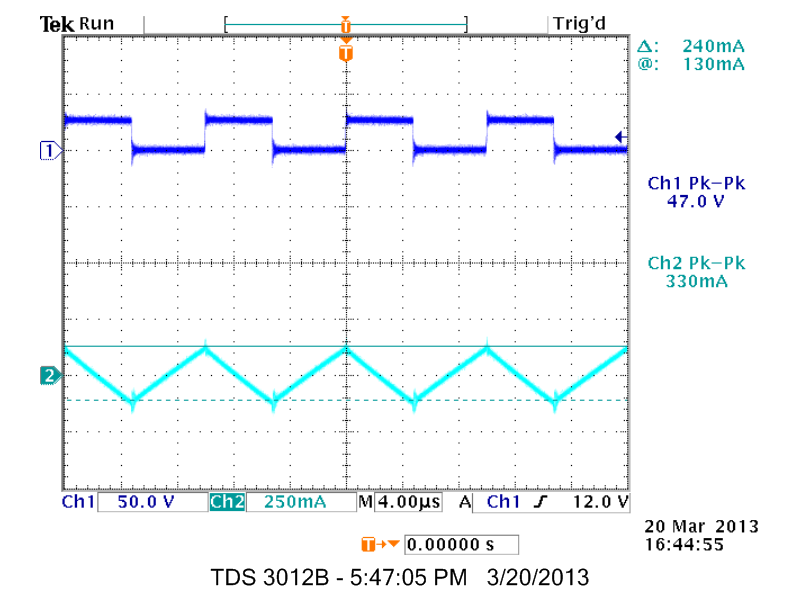 Tek Run Trig'd
T
T
Δ: 240mA
@: 130mA
1
Ch1 Pk-Pk
47.0 V
Ch2 Pk-Pk
330mA
2
Ch1 50.0 V Ch2 250mA M 4.00µs A Ch1 12.0 V
20 Mar 2013
16:44:55
T 0.00000 s
TDS 3012B - 5:47:05 PM 3/20/2013